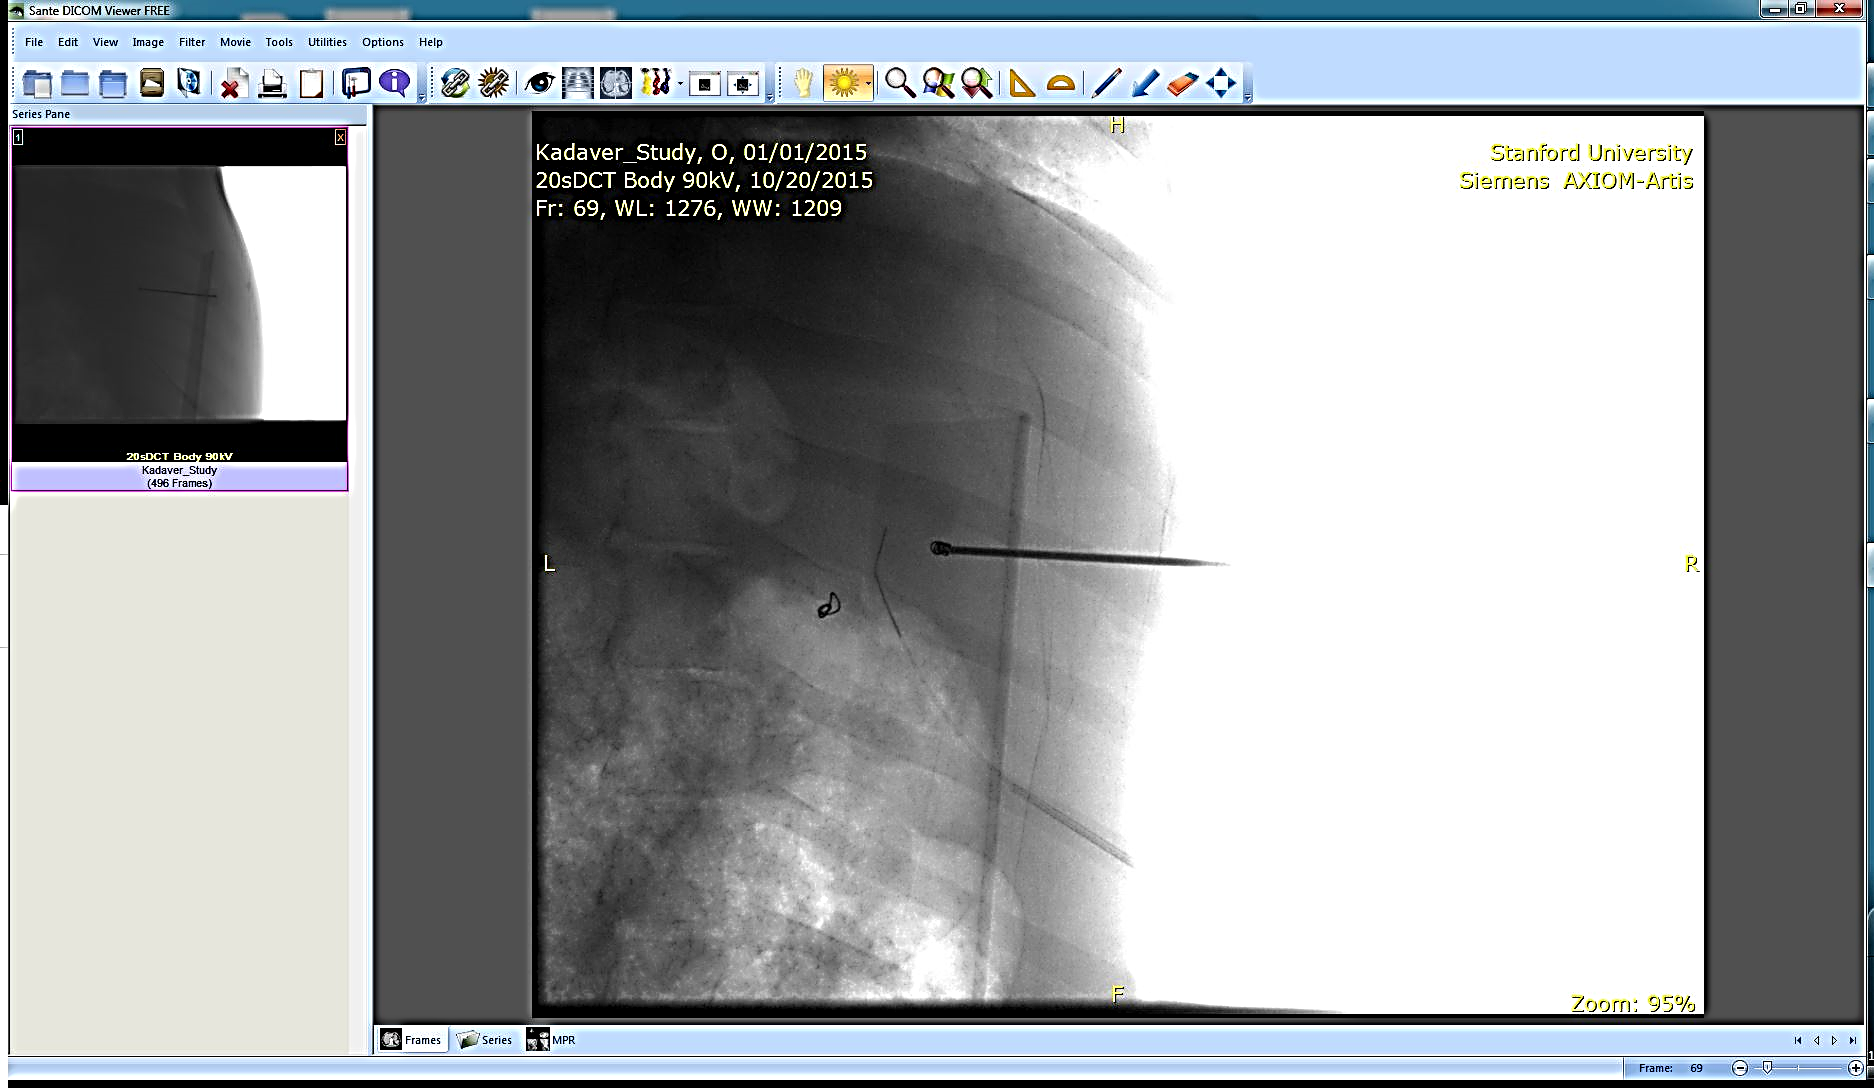 Sante DICOM Viewer FREE
File Edit View Image Filter Movie Tools Utilities Options Help
Series Pane
1
X
20sDCT Body 90kV
Kadaver_Study
(496 Frames)
H
Kadaver_Study, O, 01/01/2015
20sDCT Body 90kV, 10/20/2015
Fr: 69, WL: 1276, WW: 1209
Stanford University
Siemens AXIOM-Artis
L
R
F
Zoom: 95%
Frames Series MPR
Frame: 69